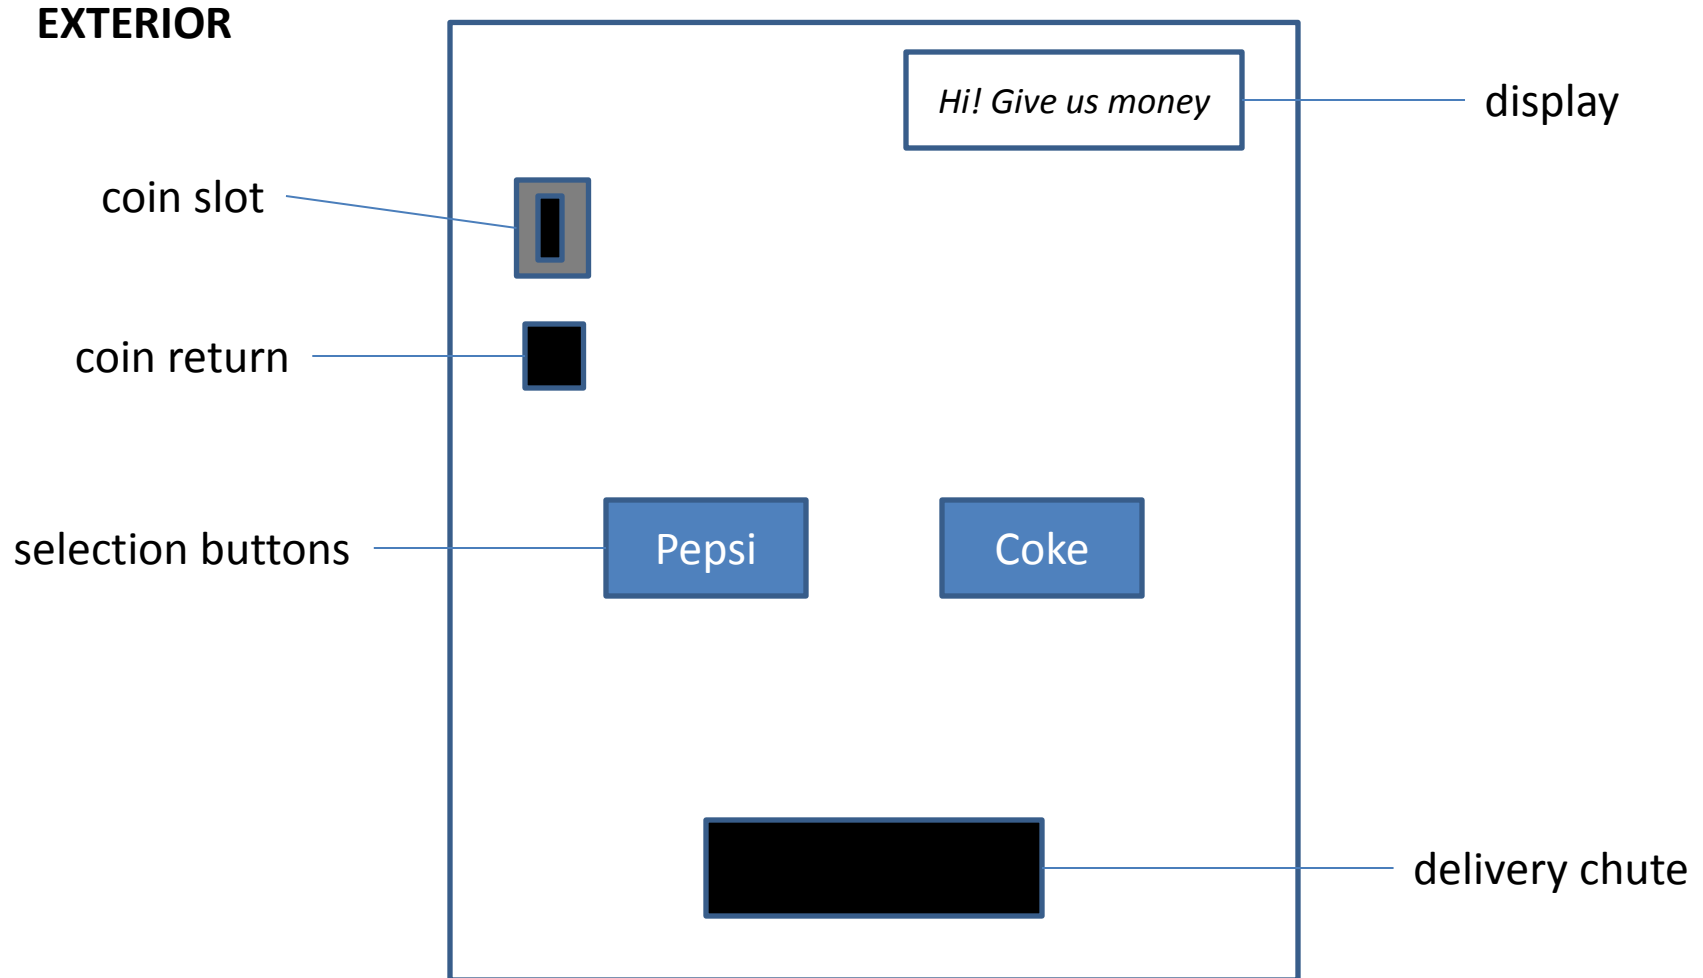 EXTERIOR
Hi! Give us money
display
coin slot
coin return
selection buttons
Pepsi
Coke
delivery chute